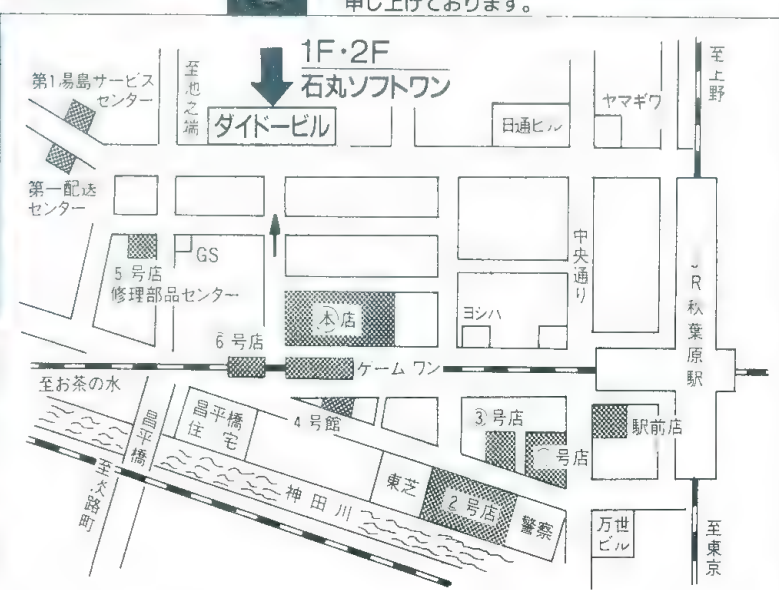 申し上げております。
1F・2F
石丸ソフトワン
ダイドービル
第1湯島サービス
センター
至池之端
日通ビル
ヤマギワ
至上野
第一配送
センター
GS
5号店
修理部品センター
中央通り
JR秋葉原駅
本店
ヨシハ
6号店
ゲームワン
至お茶の水
昌平橋
昌平橋
住宅
4号館
3号店
号店
駅前店
至淡路町
神田川
東芝
2号店
警察
万世
ビル
至東京